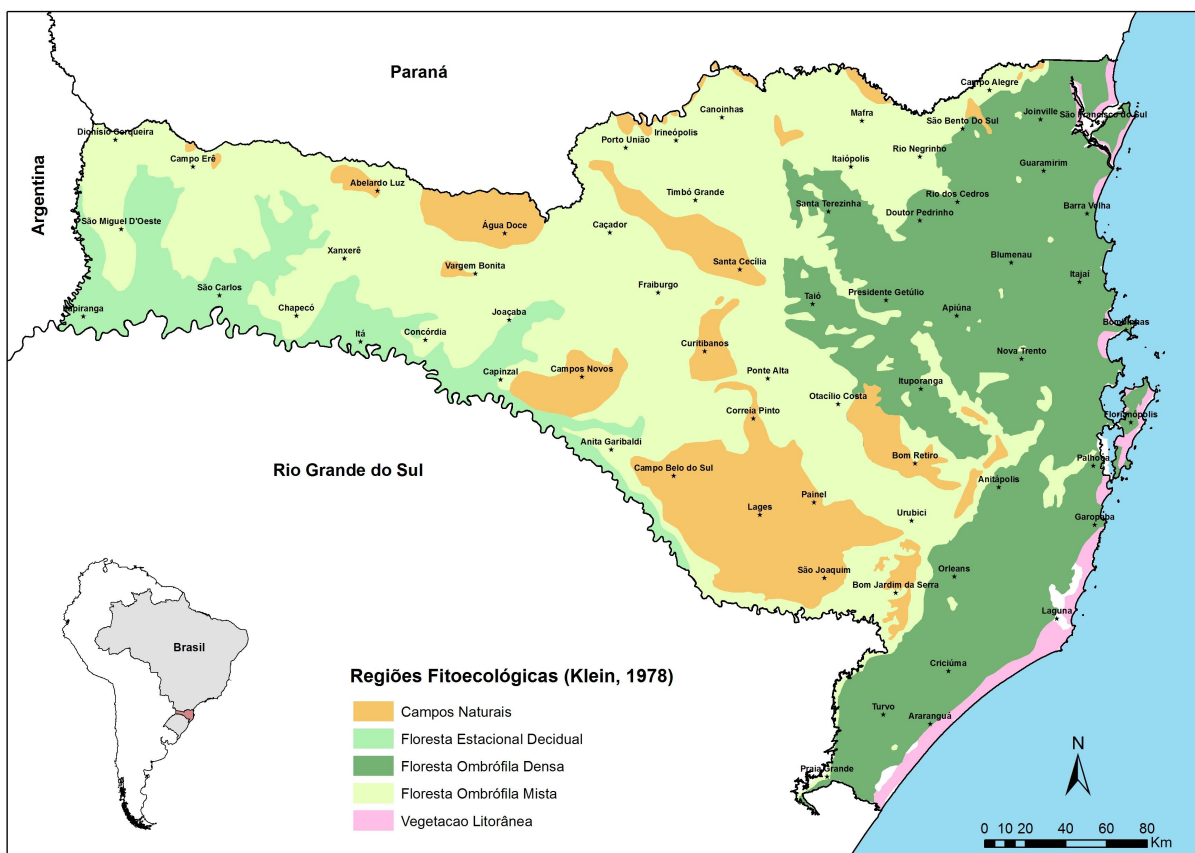 Paraná
Argentina
Rio Grande do Sul
Campo Alegre
Canoinhas
Mafra
Joinville
São Francisco do Sul
São Bento Do Sul
Dionísio Cerqueira
Irineópolis
Porto União
Rio Negrinho
Campo Erê
Itaiópolis
Guaramirim
Abelardo Luz
Timbó Grande
Rio dos Cedros
Santa Terezinha
Barra Velha
Doutor Pedrinho
São Miguel D'Oeste
Água Doce
Caçador
Xanxerê
Santa Cecília
Blumenau
Vargem Bonita
Itajaí
Fraiburgo
São Carlos
Presidente Getúlio
Taió
Itapiranga
Chapecó
Joaçaba
Apiúna
Bombinhas
Itá
Concórdia
Curitibanos
Nova Trento
Capinzal
Campos Novos
Ponte Alta
Ituporanga
Otacílio Costa
Correia Pinto
Florianópolis
Anita Garibaldi
Bom Retiro
Palhoça
Campo Belo do Sul
Anitápolis
Painel
Lages
Urubici
Garopaba
São Joaquim
Orleans
Bom Jardim da Serra
Laguna
Criciúma
Turvo
Araranguá
Praia Grande
Brasil
Regiões Fitoecológicas (Klein, 1978)
Campos Naturais
Floresta Estacional Decidual
Floresta Ombrófila Densa
Floresta Ombrófila Mista
Vegetacao Litorânea
N
0 10 20 40 60 80
Km